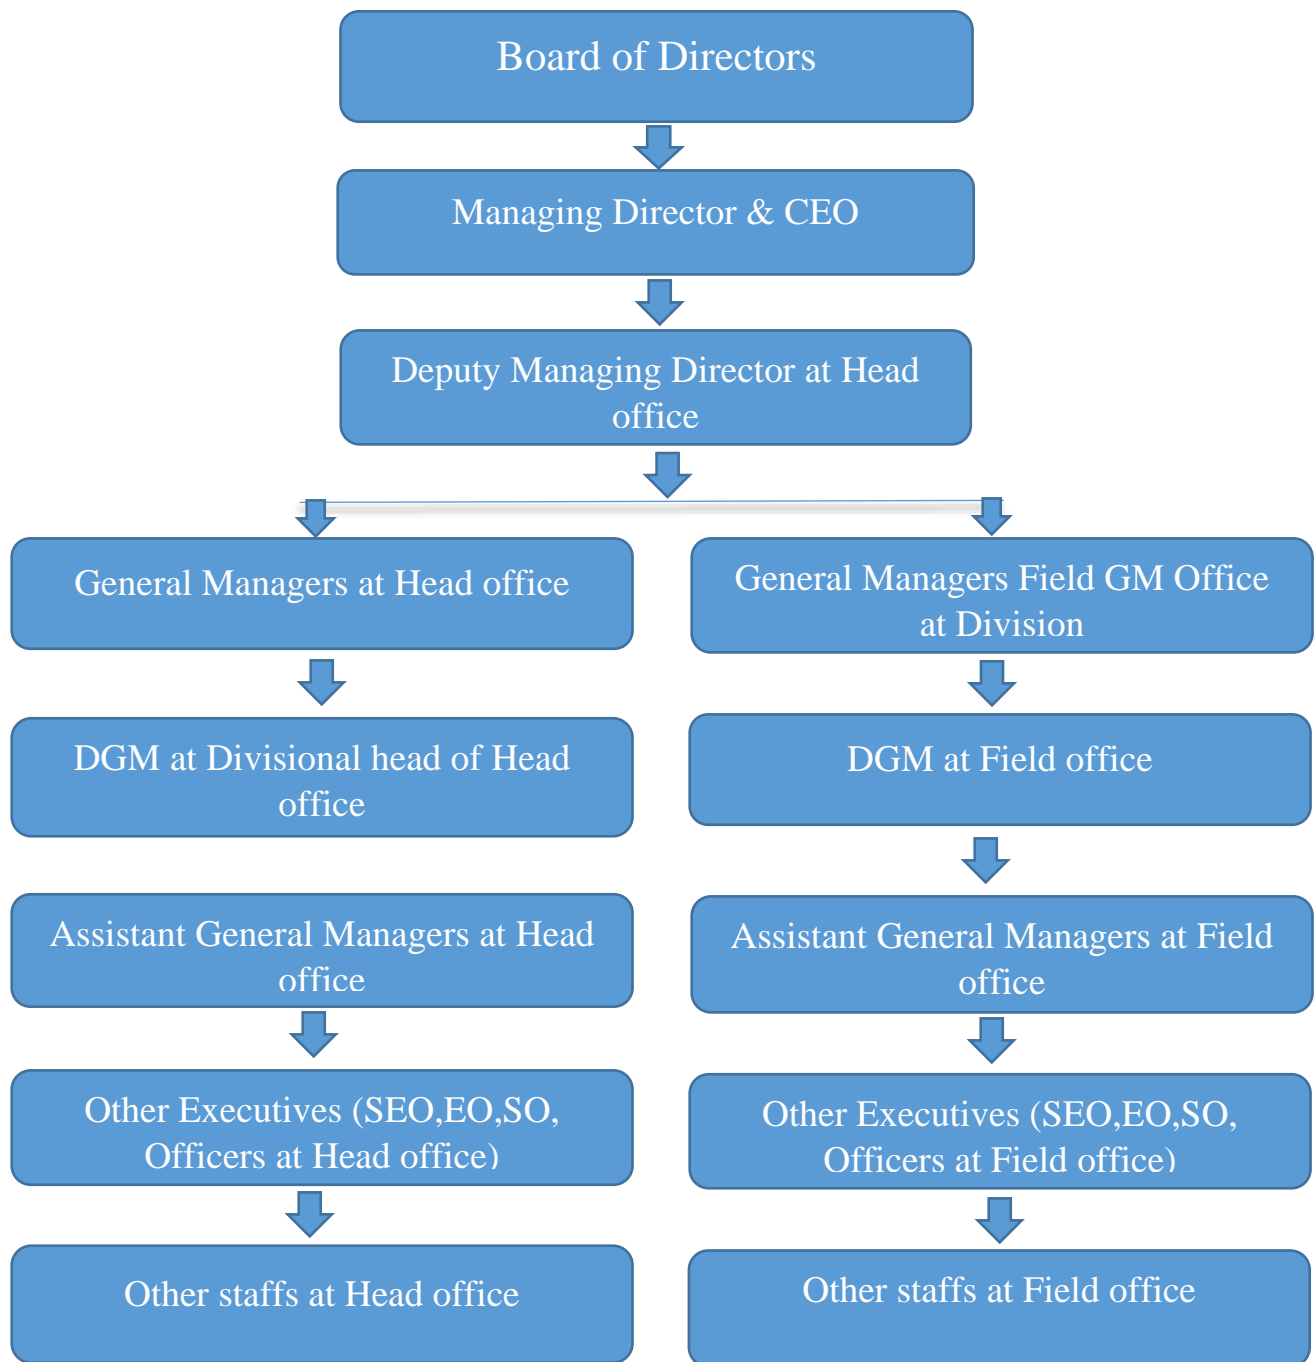 Board of Directors
Managing Director & CEO
Deputy Managing Director at Head
office
General Managers at Head office
General Managers Field GM Office
at Division
DGM at Divisional head of Head
office
DGM at Field office
Assistant General Managers at Head
office
Assistant General Managers at Field
office
Other Executives (SEO,EO,SO,
Officers at Head office)
Other Executives (SEO,EO,SO,
Officers at Field office)
Other staffs at Head office
Other staffs at Field office